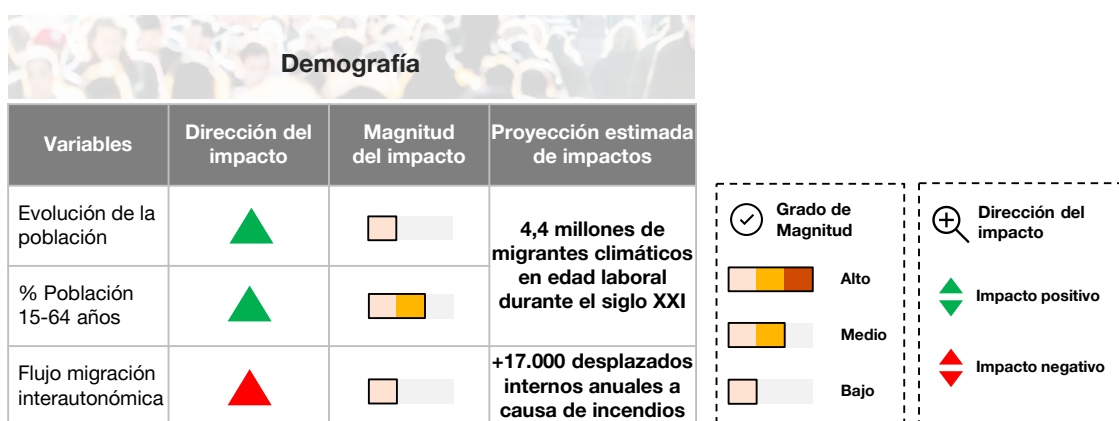 Demografía
Variables
Dirección del
impacto
Magnitud
del impacto
Proyección estimada
de impactos
Evolución de la
población
4,4 millones de
migrantes climáticos
en edad laboral
durante el siglo XXI
% Población
15-64 años
Flujo migración
interautonómica
+17.000 desplazados
internos anuales a
causa de incendios
Grado de
Magnitud
Alto
Medio
Bajo
Dirección del
impacto
Impacto positivo
Impacto negativo